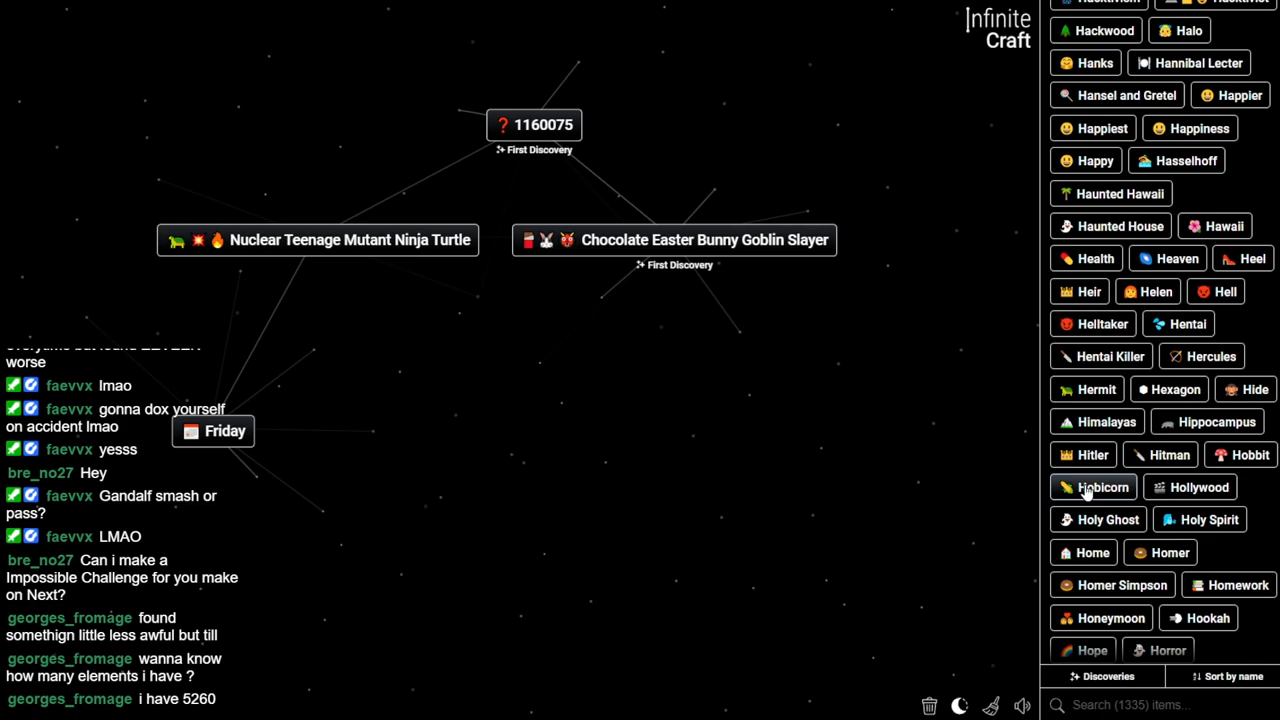 Infinite
Craft
1160075
First Discovery
Nuclear Teenage Mutant Ninja Turtle
Chocolate Easter Bunny Goblin Slayer
First Discovery
Friday
worse
faevvx lmao
faevvx gonna dox yourself
on accident lmao
faevvx yesss
bre_no27 Hey
faevvx Gandalf smash or
pass?
faevvx LMAO
bre_no27 Can i make a
Impossible Challenge for you make
on Next?
georges_fromage found
somethign little less awful but till
georges_fromage wanna know
how many elements i have ?
georges_fromage i have 5260
Hackwood Halo
Hanks Hannibal Lecter
Hansel and Gretel Happier
Happiest Happiness
Happy Hasselhoff
Haunted Hawaii
Haunted House Hawaii
Health Heaven Heel
Heir Helen Hell
Helltaker Hentai
Hentai Killer Hercules
Hermit Hexagon Hide
Himalayas Hippocampus
Hitler Hitman Hobbit
Hobicorn Hollywood
Holy Ghost Holy Spirit
Home Homer
Homer Simpson Homework
Honeymoon Hookah
Hope Horror
Discoveries Sort by name
Search (1335) items...